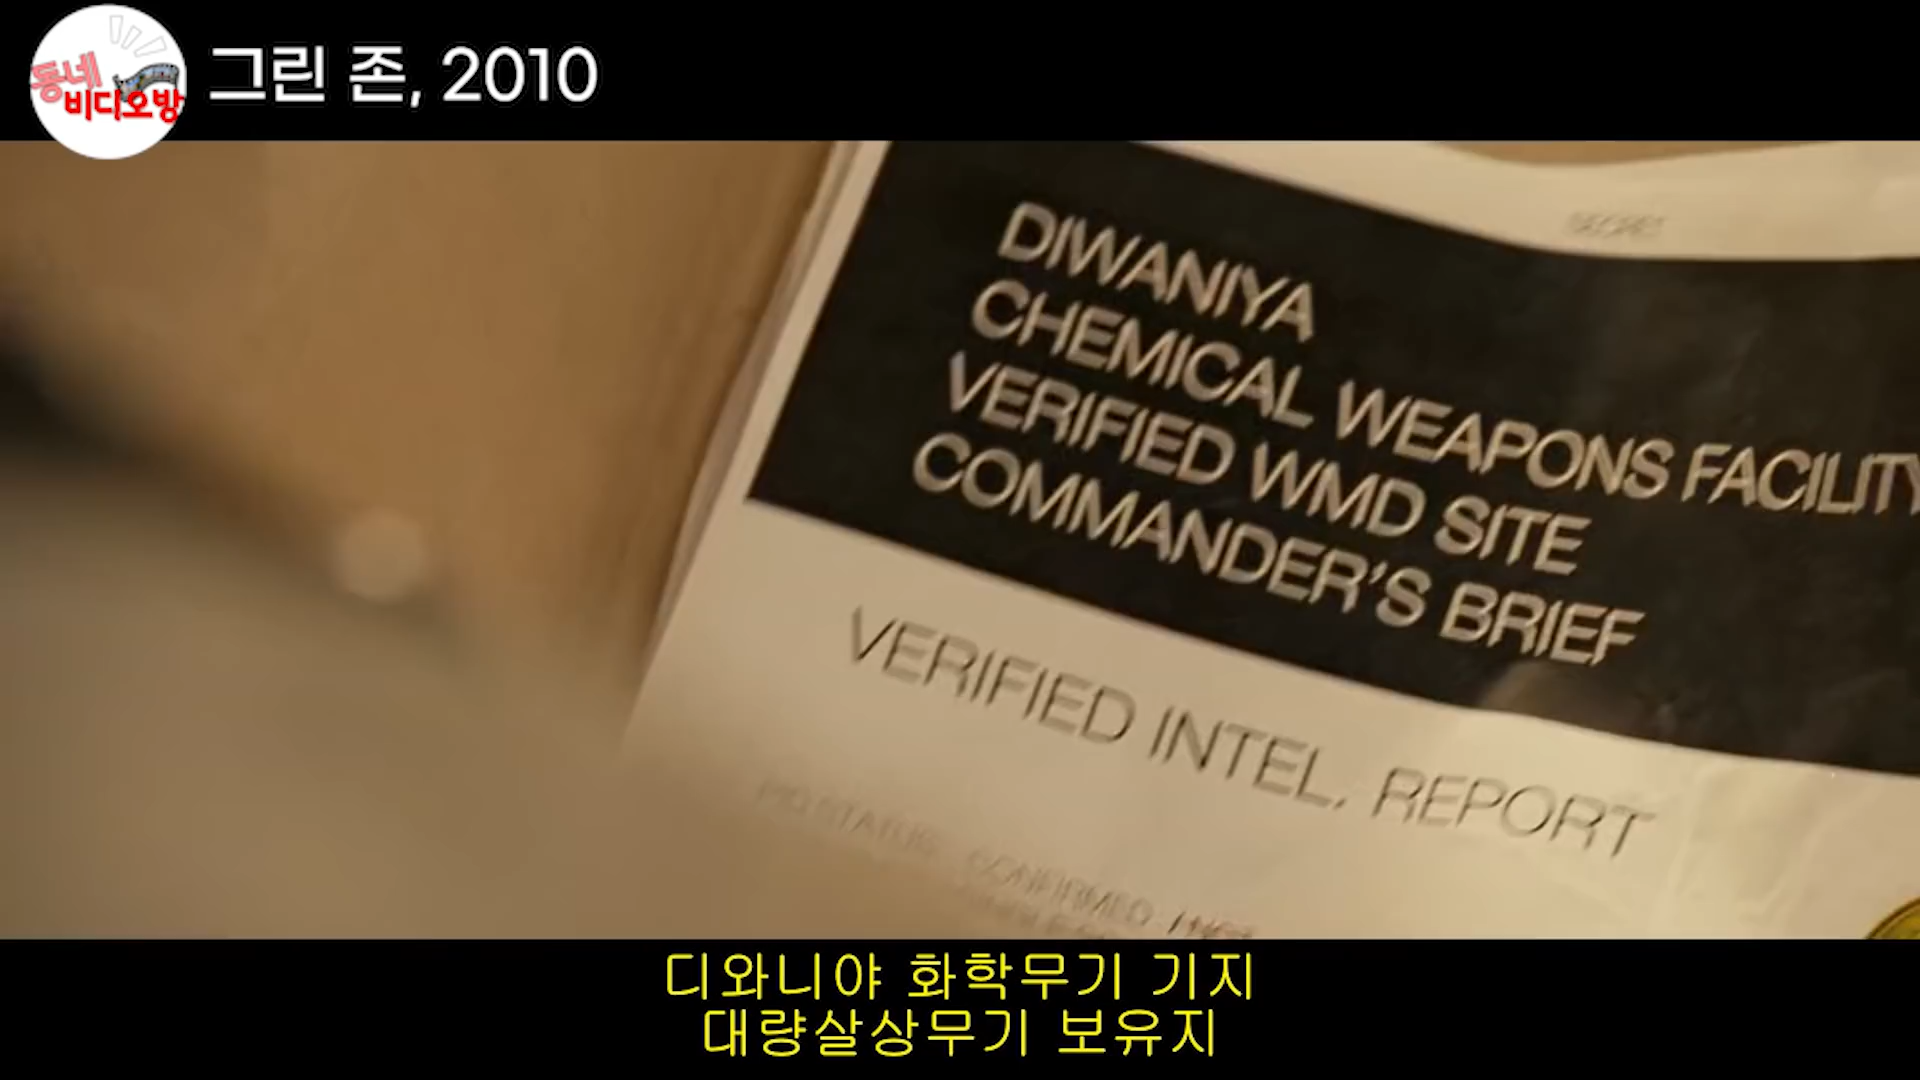 동네
비디오방
그린 존, 2010
SECRET
DIWANIYA
CHEMICAL WEAPONS FACILITY
VERIFIED WMD SITE
COMMANDER'S BRIEF
VERIFIED INTEL. REPORT
STATUS: CONFIRMED
디와니야 화학무기 기지
대량살상무기 보유지